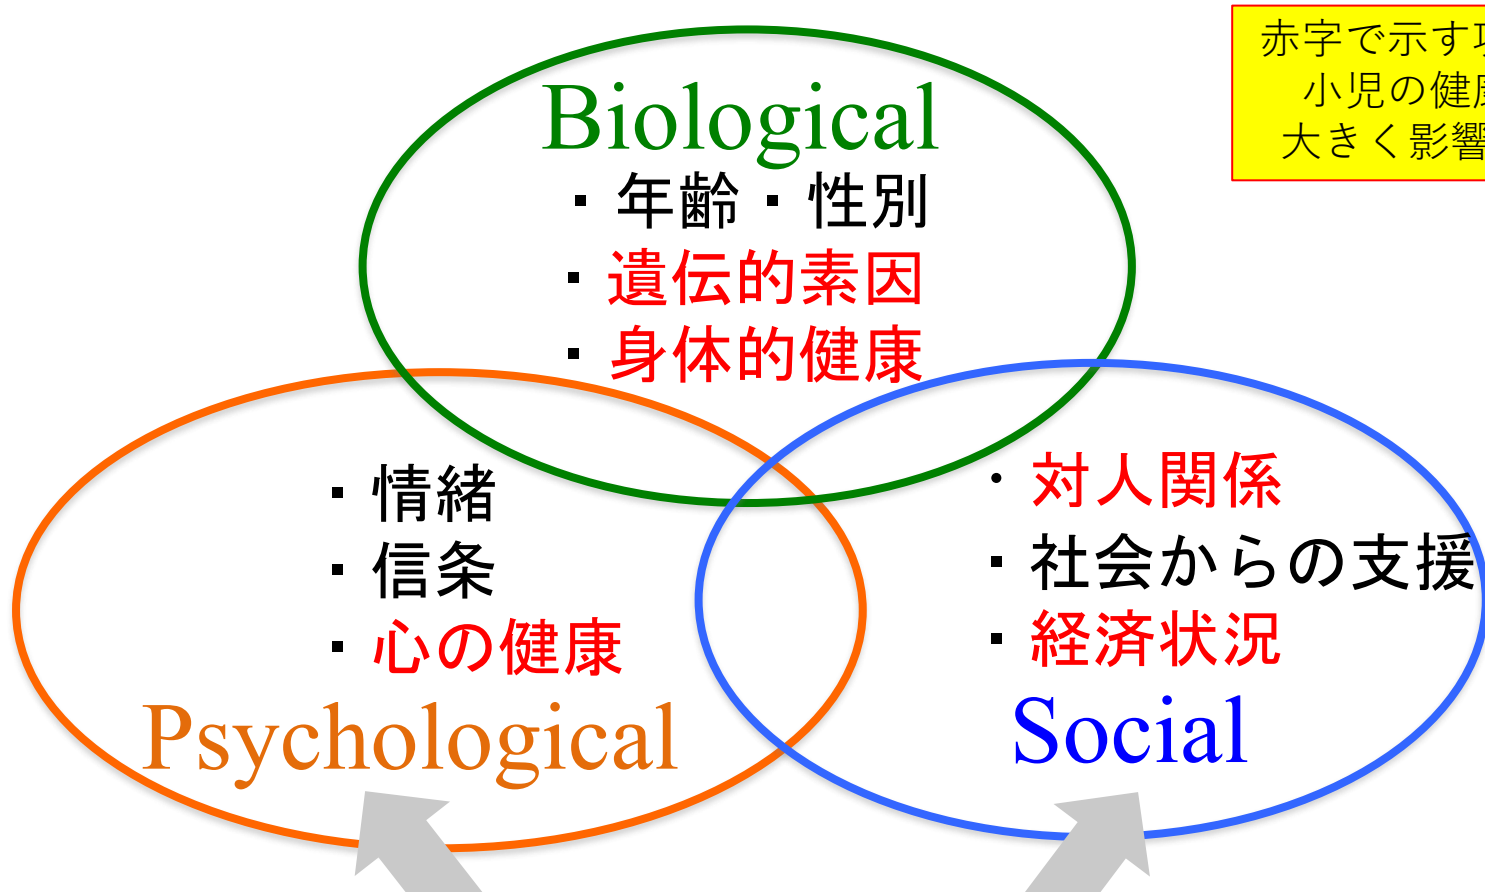 赤字で示す
小児の健
大きく影響
Biological
・年齢・性別
・遺伝的素因
・身体的健康
・情緒
・信条
・心の健康
Psychological
・対人関係
・社会からの支援
・経済状況
Social